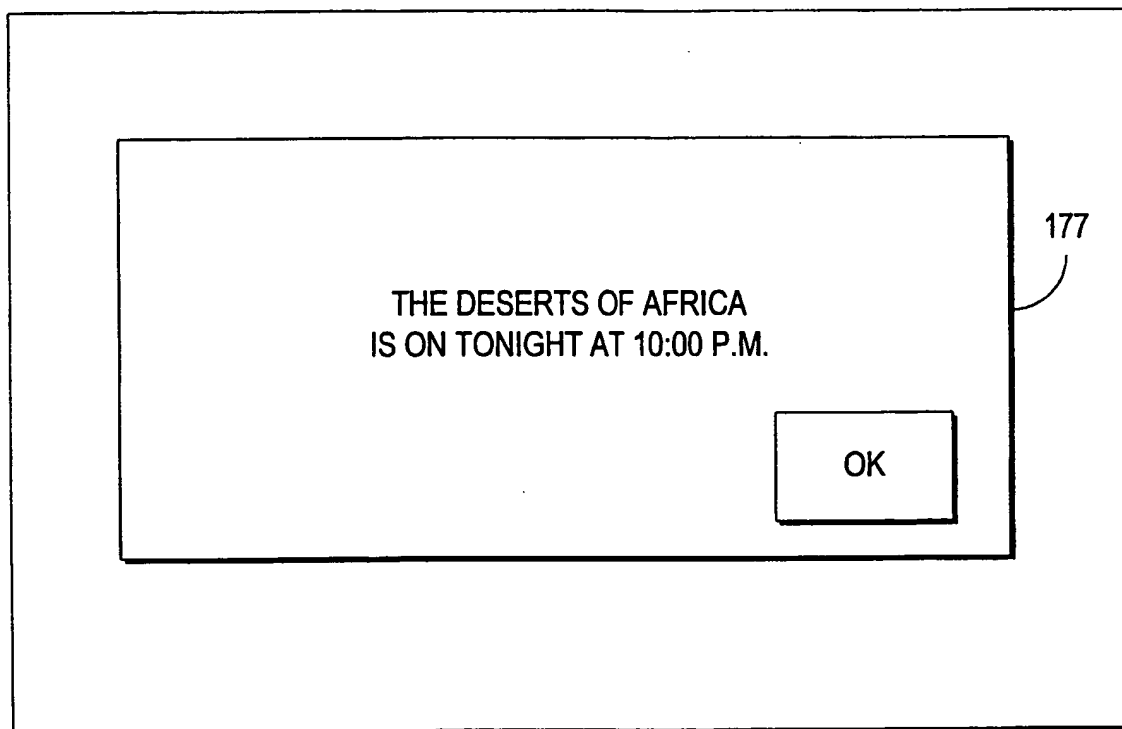 THE DESERTS OF AFRICA
IS ON TONIGHT AT 10:00 P.M.
OK
177